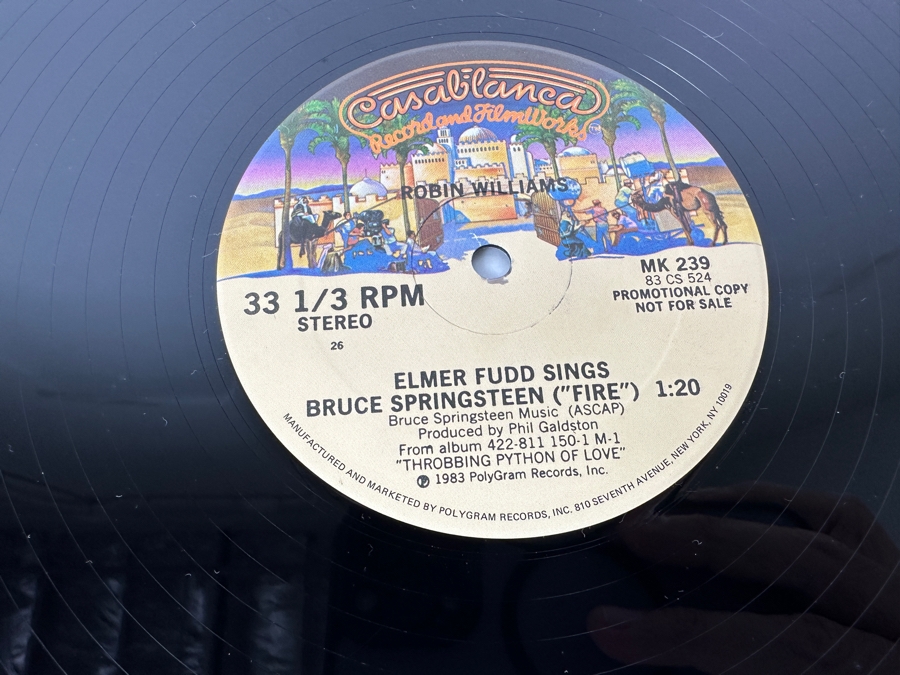 Casablanca
Record and FilmWorks
ROBIN WILLIAMS
33 1/3 RPM
STEREO
26
MK 239
83 CS 524
PROMOTIONAL COPY
NOT FOR SALE
ELMER FUDD SINGS
BRUCE SPRINGSTEEN ("FIRE") 1:20
Bruce Springsteen Music (ASCAP)
Produced by Phil Galdston
From album 422-811 150-1 M-1
"THROBBING PYTHON OF LOVE"
℗ 1983 PolyGram Records, Inc.
MANUFACTURED AND MARKETED BY POLYGRAM RECORDS, INC. 810 SEVENTH AVENUE, NEW YORK, NY 10019